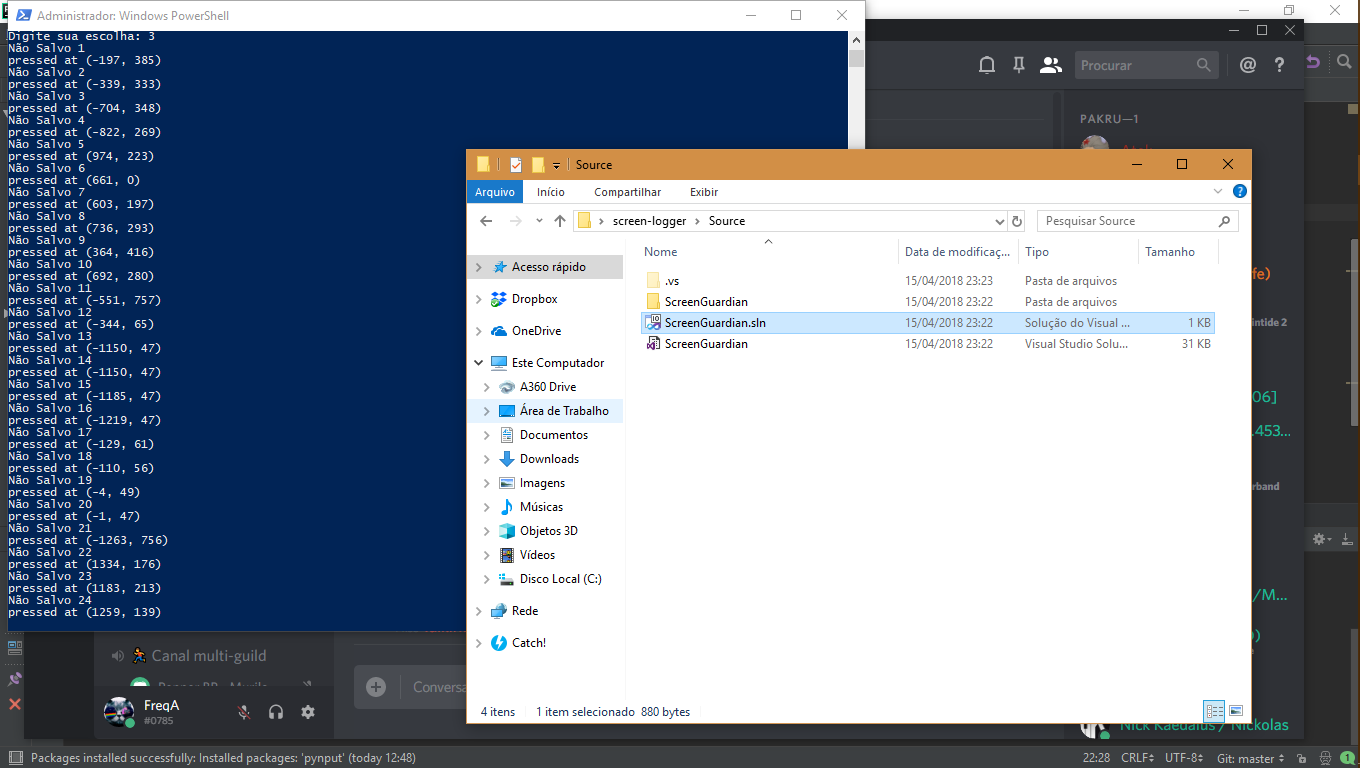 Administrador: Windows PowerShell
Digite sua escolha: 3
Não Salvo 1
pressed at (-197, 385)
Não Salvo 2
pressed at (-339, 333)
Não Salvo 3
pressed at (-704, 348)
Não Salvo 4
pressed at (-822, 269)
Não Salvo 5
pressed at (974, 223)
Não Salvo 6
pressed at (661, 0)
Não Salvo 7
pressed at (603, 197)
Não Salvo 8
pressed at (736, 293)
Não Salvo 9
pressed at (364, 416)
Não Salvo 10
pressed at (692, 280)
Não Salvo 11
pressed at (-551, 757)
Não Salvo 12
pressed at (-344, 65)
Não Salvo 13
pressed at (-1150, 47)
Não Salvo 14
pressed at (-1150, 47)
Não Salvo 15
pressed at (-1185, 47)
Não Salvo 16
pressed at (-1219, 47)
Não Salvo 17
pressed at (-129, 61)
Não Salvo 18
pressed at (-110, 56)
Não Salvo 19
pressed at (-4, 49)
Não Salvo 20
pressed at (-1, 47)
Não Salvo 21
pressed at (-1263, 756)
Não Salvo 22
pressed at (1334, 176)
Não Salvo 23
pressed at (1183, 213)
Não Salvo 24
pressed at (1259, 139)
Procurar
PAKRU—1
Source
Arquivo Início Compartilhar Exibir
screen-logger > Source
Pesquisar Source
Nome Data de modificaç... Tipo Tamanho
.vs 15/04/2018 23:23 Pasta de arquivos
ScreenGuardian 15/04/2018 23:22 Pasta de arquivos
ScreenGuardian.sln 15/04/2018 23:22 Solução do Visual ... 1 KB
ScreenGuardian 15/04/2018 23:22 Visual Studio Solu... 31 KB
Acesso rápido
Dropbox
OneDrive
Este Computador
A360 Drive
Área de Trabalho
Documentos
Downloads
Imagens
Músicas
Objetos 3D
Vídeos
Disco Local (C:)
Rede
Catch!
4 itens 1 item selecionado 880 bytes
fe)
intide 2
06]
453...
rband
/M...
Nick Kaedalus / Nickolas
Canal multi-guild
FreqA
#0785
Conversa
Packages installed successfully: Installed packages: 'pynput' (today 12:48)
22:28 CRLF UTF-8 Git: master 1